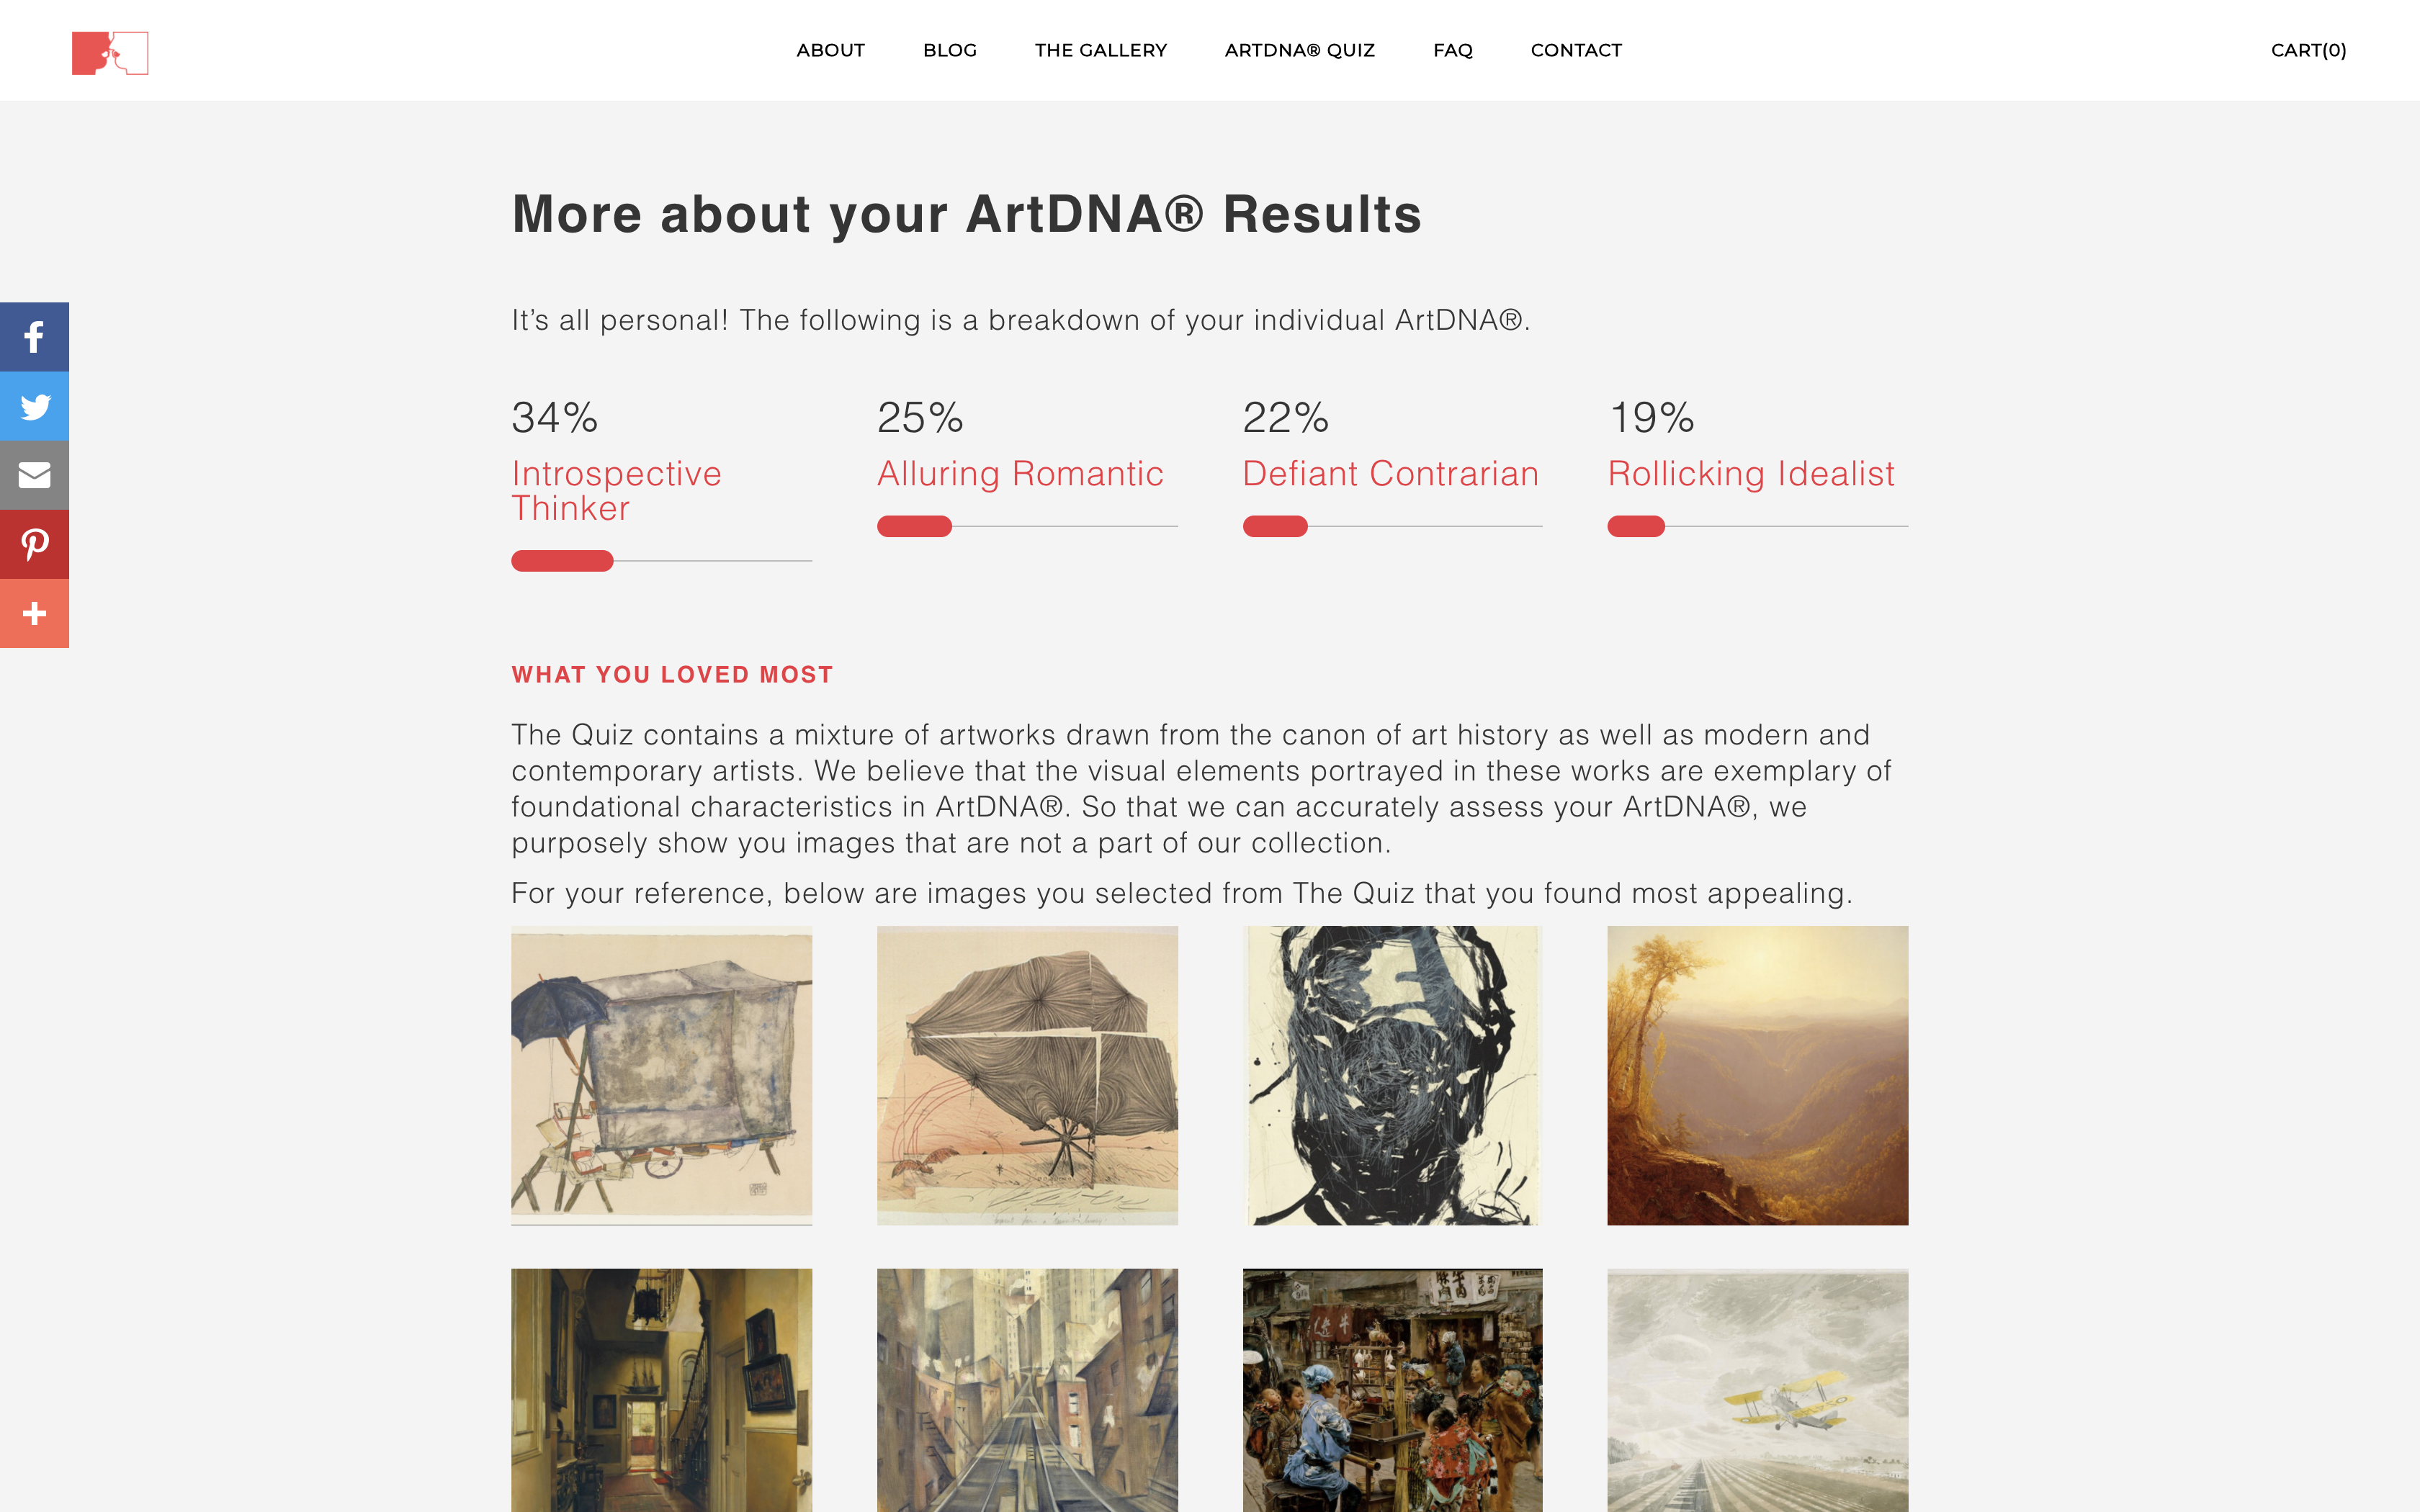 ABOUT
BLOG
THE GALLERY
ARTDNA® QUIZ
FAQ
CONTACT
CART(0)
More about your ArtDNA® Results
It’s all personal! The following is a breakdown of your individual ArtDNA®.
34%
Introspective
Thinker
25%
Alluring Romantic
22%
Defiant Contrarian
19%
Rollicking Idealist
WHAT YOU LOVED MOST
The Quiz contains a mixture of artworks drawn from the canon of art history as well as modern and
contemporary artists. We believe that the visual elements portrayed in these works are exemplary of
foundational characteristics in ArtDNA®. So that we can accurately assess your ArtDNA®, we
purposely show you images that are not a part of our collection.
For your reference, below are images you selected from The Quiz that you found most appealing.